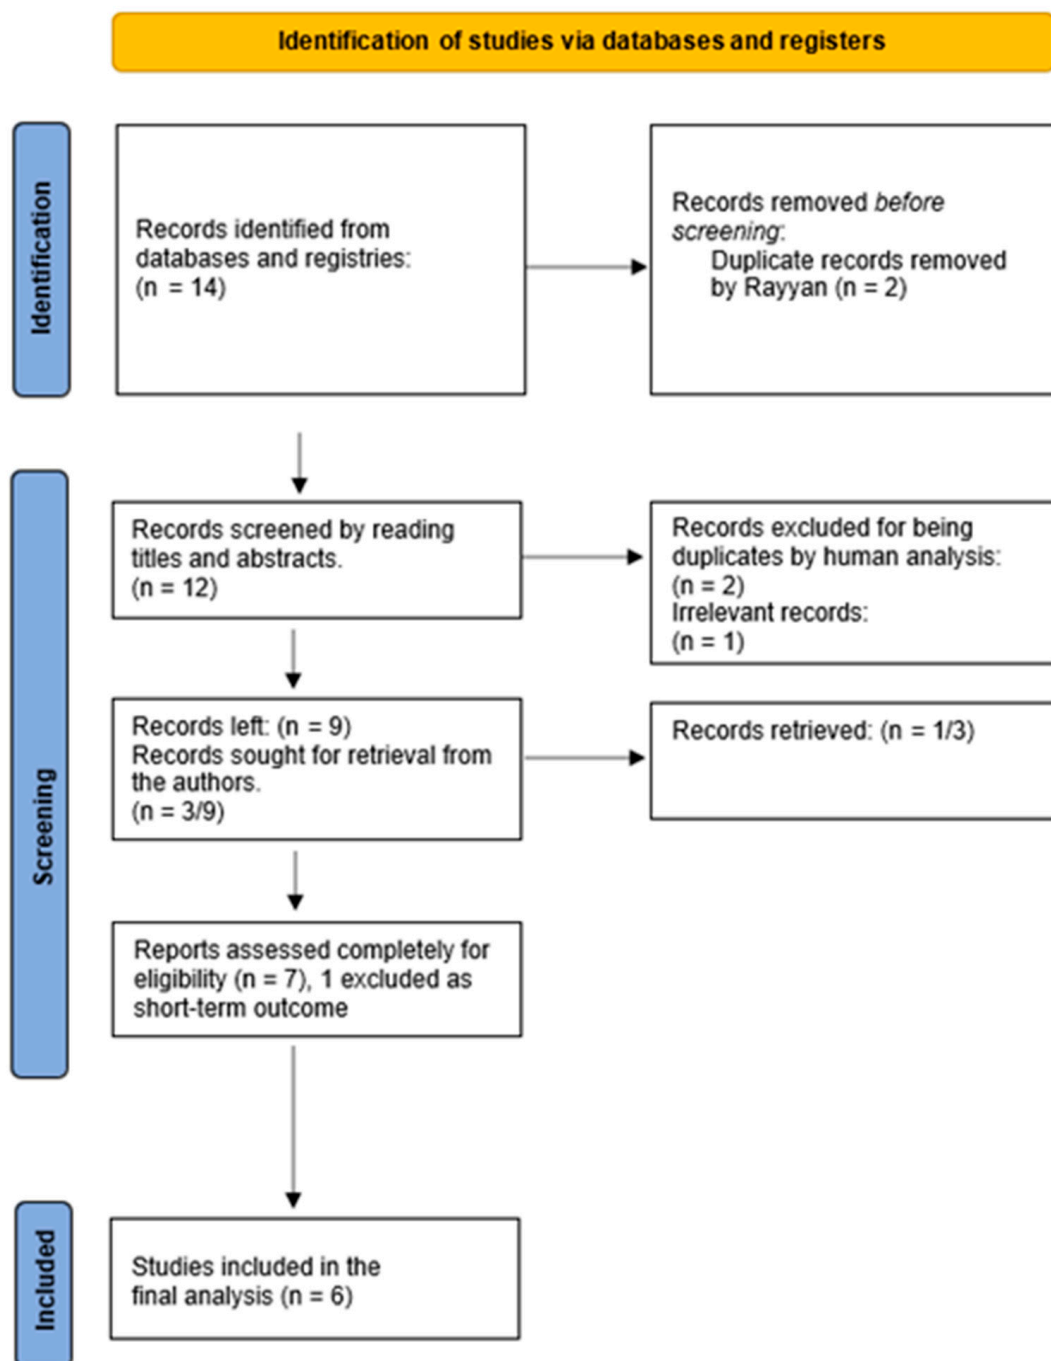 Identification of studies via databases and registers
Identification
Records identified from
databases and registries:
(n = 14)
Records removed before
screening:
Duplicate records removed
by Rayyan (n = 2)
Screening
Records screened by reading
titles and abstracts.
(n = 12)
Records excluded for being
duplicates by human analysis:
(n = 2)
Irrelevant records:
(n = 1)
Records left: (n = 9)
Records sought for retrieval from
the authors.
(n = 3/9)
Records retrieved: (n = 1/3)
Reports assessed completely for
eligibility (n = 7), 1 excluded as
short-term outcome
Included
Studies included in the
final analysis (n = 6)